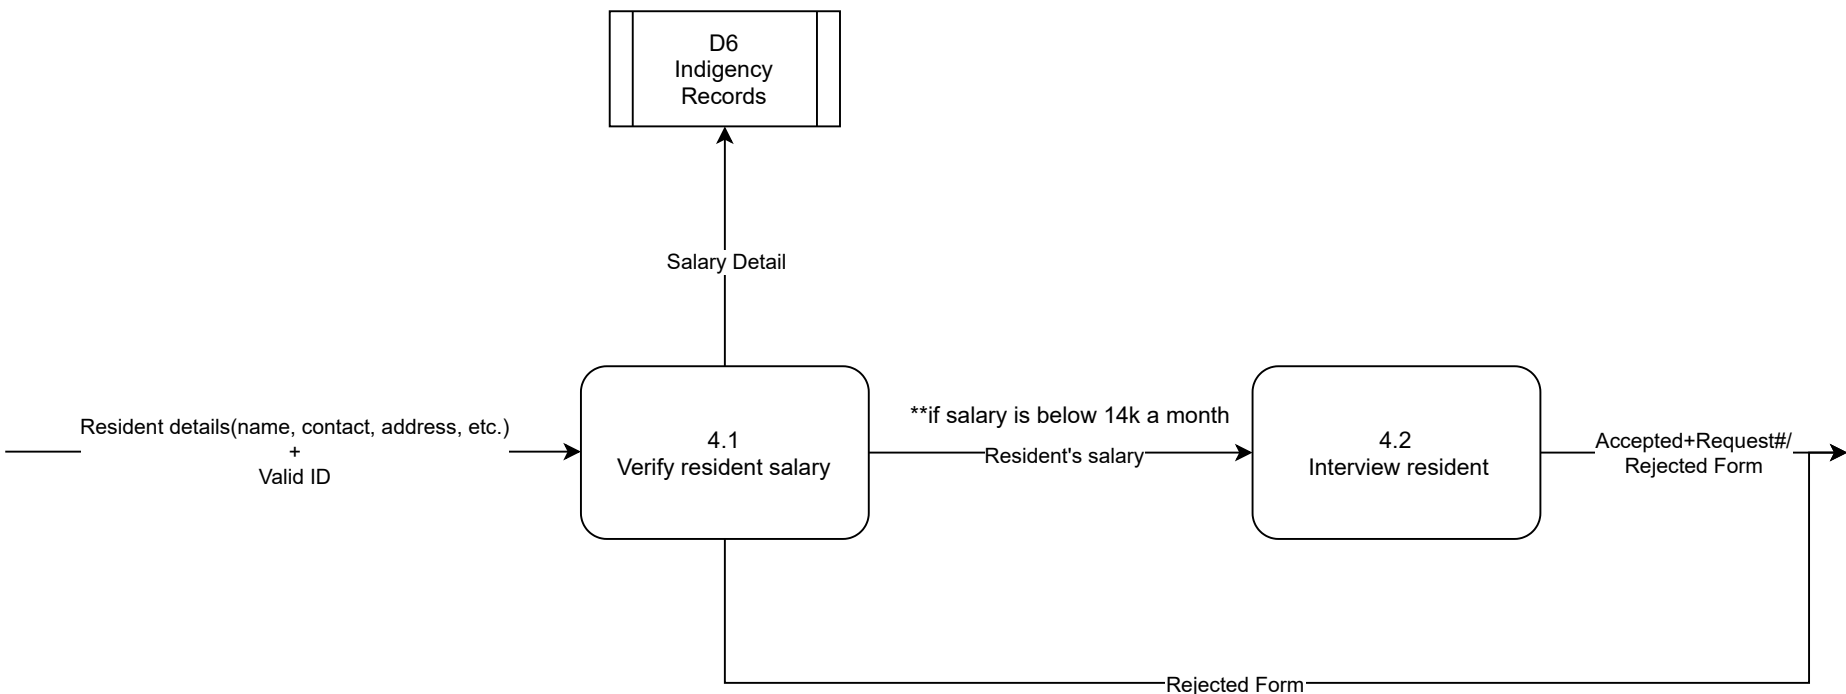 D6
Indigency
Records
Salary Detail
Resident details(name, contact, address, etc.)
+
Valid ID
4.1
Verify resident salary
**if salary is below 14k a month
Resident's salary
4.2
Interview resident
Accepted+Request#/
Rejected Form
Rejected Form